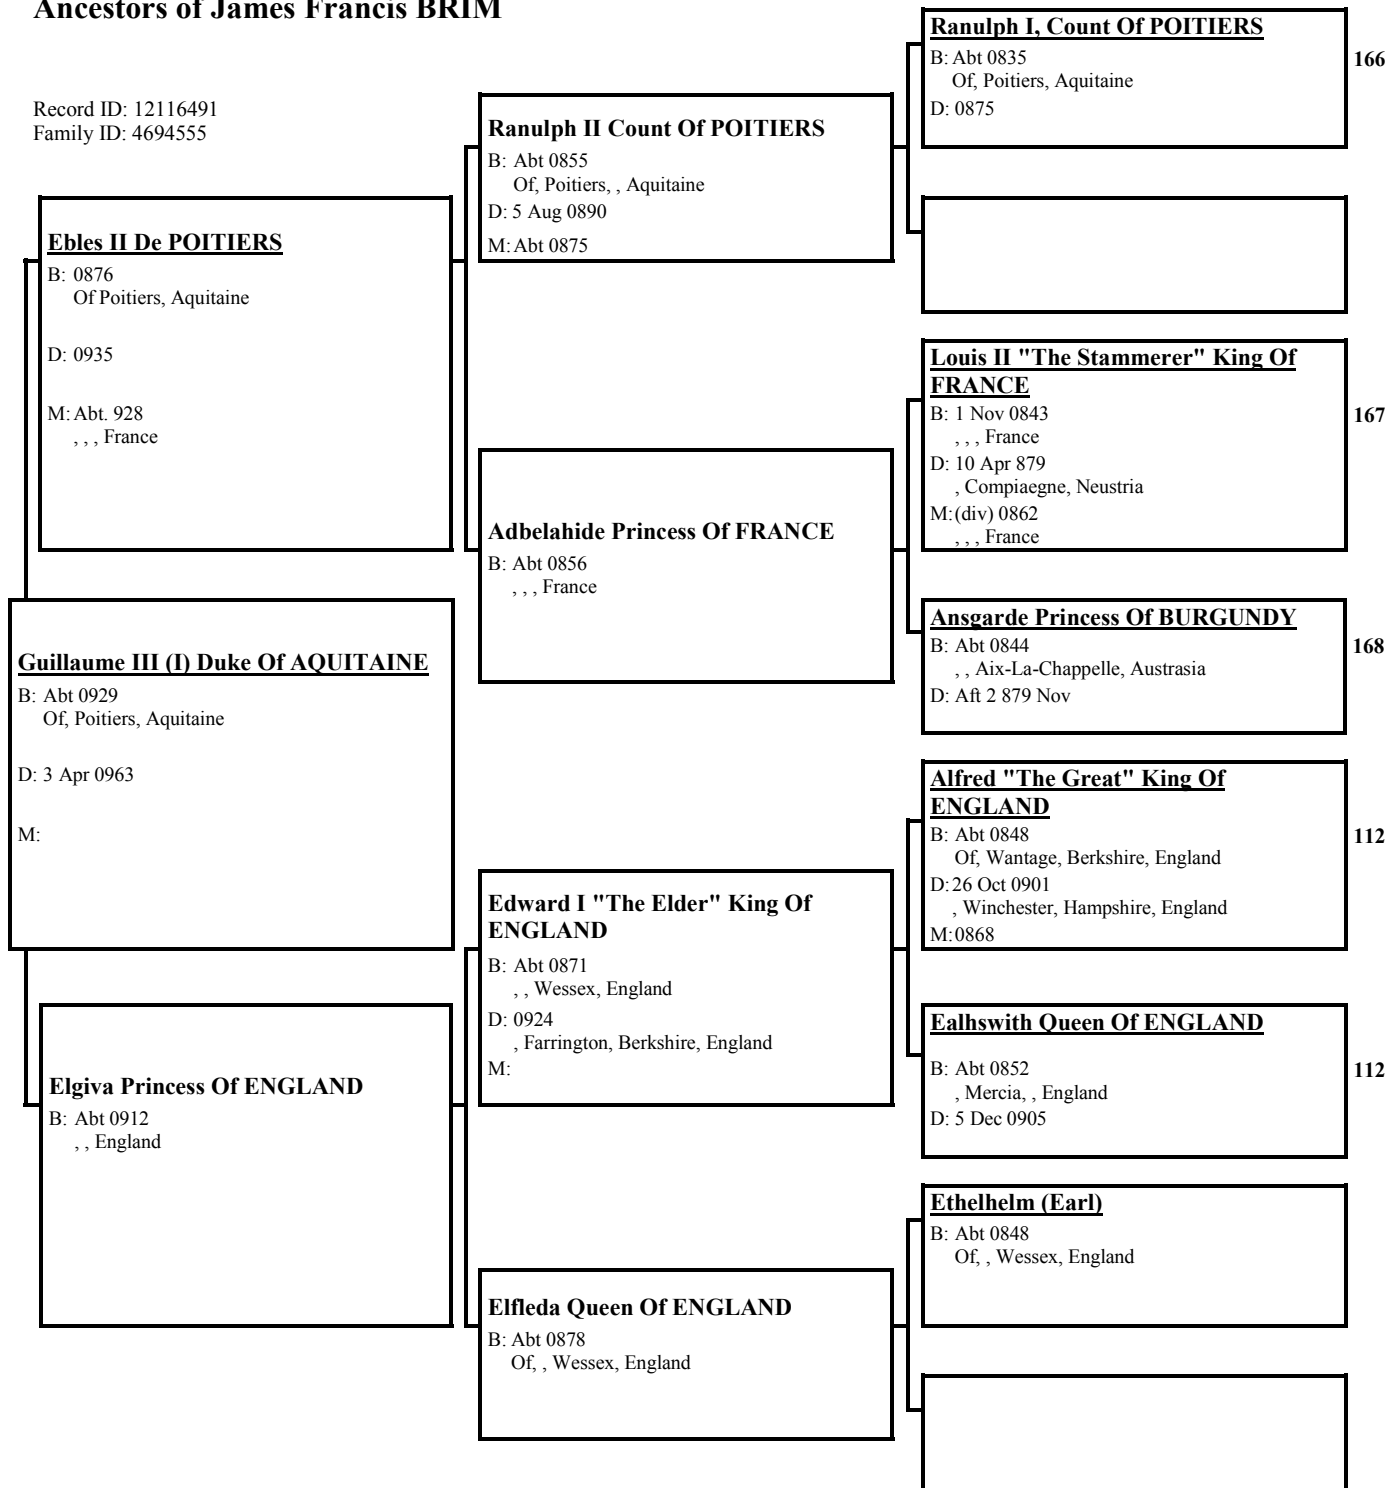 Ancestors of James Francis BRIM
Record ID: 12116491
Family ID: 4694555
Ebles II De POITIERS
B: 0876
Of Poitiers, Aquitaine
D: 0935
M: Abt. 928
, , , France
Guillaume III (I) Duke Of AQUITAINE
B: Abt 0929
Of, Poitiers, Aquitaine
D: 3 Apr 0963
M:
Elgiva Princess Of ENGLAND
B: Abt 0912
, , England
Ranulph II Count Of POITIERS
B: Abt 0855
Of, Poitiers, , Aquitaine
D: 5 Aug 0890
M: Abt 0875
Adbelahide Princess Of FRANCE
B: Abt 0856
, , , France
Edward I "The Elder" King Of
ENGLAND
B: Abt 0871
, , Wessex, England
D: 0924
, Farrington, Berkshire, England
M:
Elfleda Queen Of ENGLAND
B: Abt 0878
Of, , Wessex, England
Ranulph I, Count Of POITIERS
B: Abt 0835
Of, Poitiers, Aquitaine
D: 0875
166
Louis II "The Stammerer" King Of
FRANCE
B: 1 Nov 0843
, , , France
D: 10 Apr 879
, Compiaegne, Neustria
M: (div) 0862
, , , France
167
Ansgarde Princess Of BURGUNDY
B: Abt 0844
, , Aix-La-Chappelle, Austrasia
D: Aft 2 879 Nov
168
Alfred "The Great" King Of
ENGLAND
B: Abt 0848
Of, Wantage, Berkshire, England
D: 26 Oct 0901
, Winchester, Hampshire, England
M: 0868
112
Ealhswith Queen Of ENGLAND
B: Abt 0852
, Mercia, , England
D: 5 Dec 0905
112
Ethelhelm (Earl)
B: Abt 0848
Of, , Wessex, England